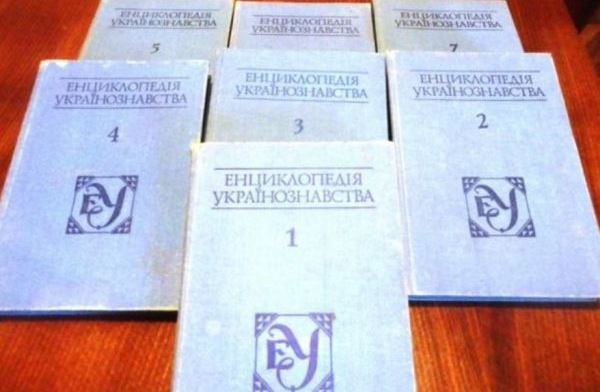 ЕНЦИКЛОПЕДІЯ
УКРАЇНОЗНАВСТВА
5
ЕНЦИКЛОПЕДІЯ
УКРАЇНОЗНАВСТВА
ЕНЦИКЛОПЕДІЯ
УКРАЇНОЗНАВСТВА
7
ЕНЦИКЛОПЕДІЯ
УКРАЇНОЗНАВСТВА
4
ЕУ
ЕНЦИКЛОПЕДІЯ
УКРАЇНОЗНАВСТВА
3
ЕНЦИКЛОПЕДІЯ
УКРАЇНОЗНАВСТВА
2
ЕУ
ЕНЦИКЛОПЕДІЯ
УКРАЇНОЗНАВСТВА
1
ЕУ